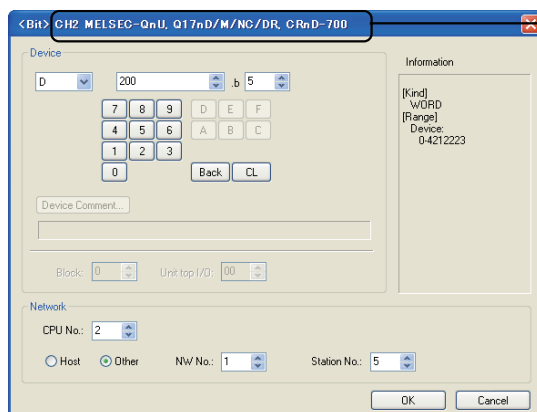 <Bit> CH2 MELSEC-QnU, Q17nD/M/NC/DR, CRnD-700
Device
D 200 .b 5
7 8 9 D E F
4 5 6 A B C
1 2 3
0 Back CL
Device Comment...
Block: 0 Unit top I/O: 00
Information
[Kind]
WORD
[Range]
Device:
0-4212223
Network
CPU No.: 2
Host Other NW No.: 1 Station No.: 5
OK Cancel